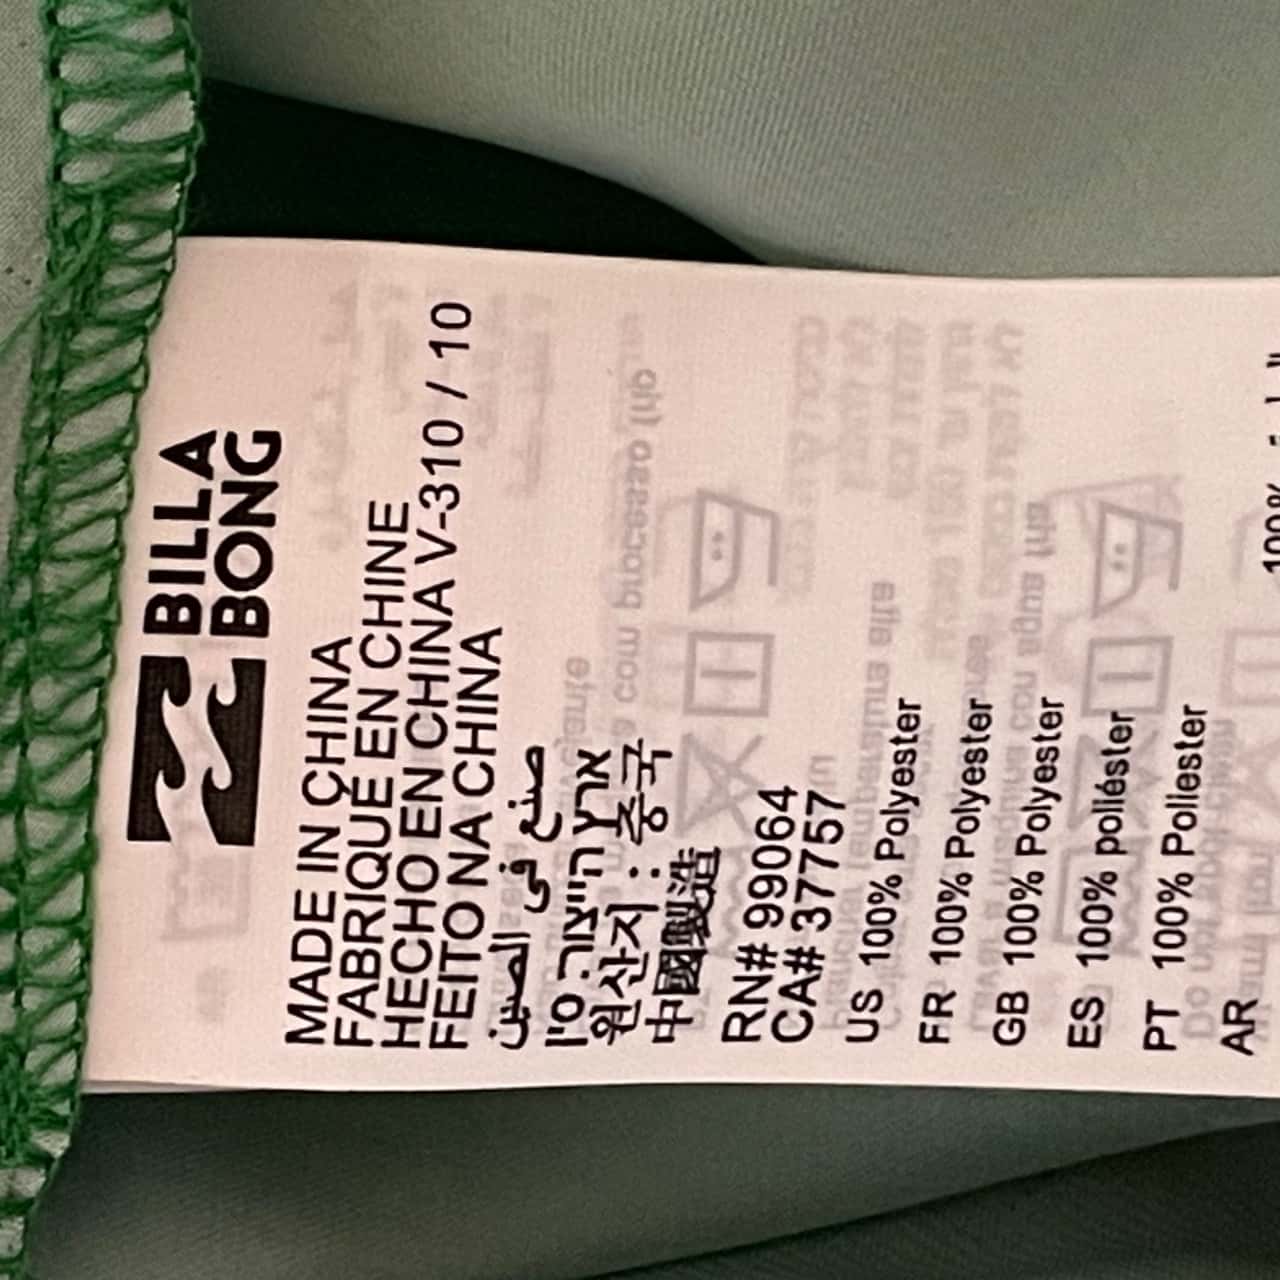 BILLA
BONG
MADE IN CHINA
FABRIQUÉ EN CHINE
HECHO EN CHINA V-310 / 10
FEITO NA CHINA
صنع في الصين
ארץ הייצור: סין
원산지 : 중국
中國製造
RN# 99064
CA# 37757
US 100% Polyester
FR 100% Polyester
GB 100% Polyester
ES 100% poliéster
PT 100% Poliester
AR 100%